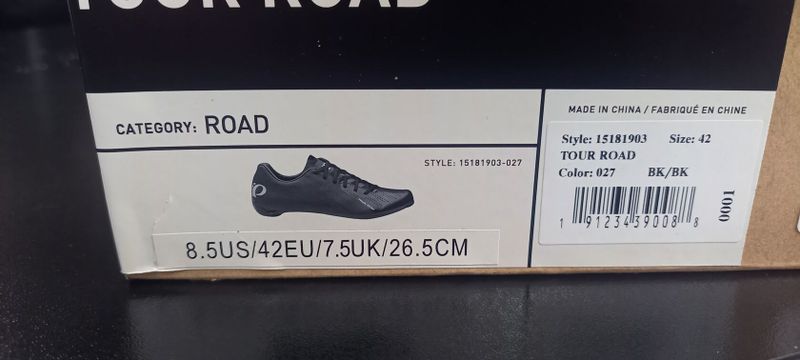 TOUR ROAD
CATEGORY: ROAD
STYLE: 15181903-027
8.5US/42EU/7.5UK/26.5CM
MADE IN CHINA / FABRIQUÉ EN CHINE
Style: 15181903 Size: 42
TOUR ROAD
Color: 027 BK/BK
1 91234 39008 8
0001